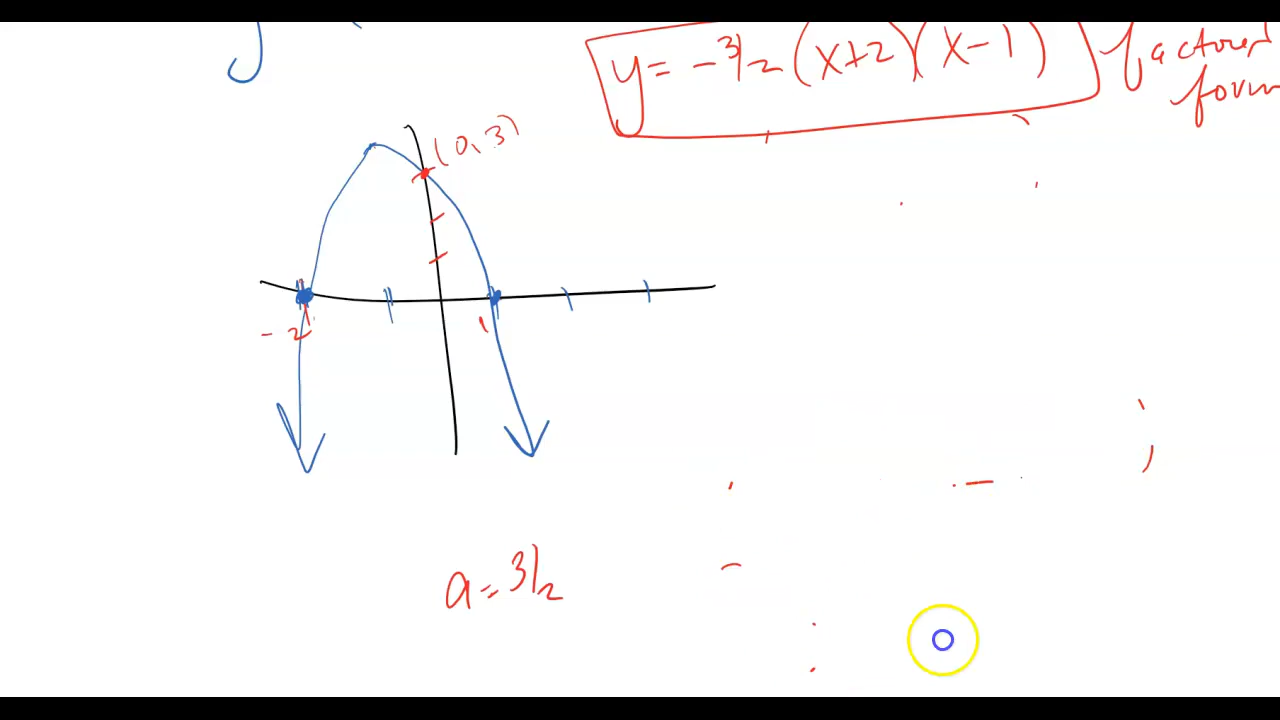 y = -3/2 (x+2)(x-1) factored
form
(0, 3)
-2 1
a = 3/2